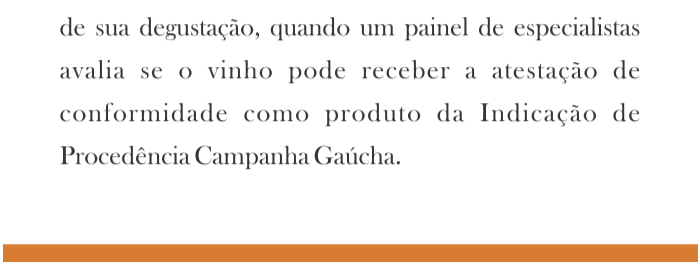 de sua degustação, quando um painel de especialistas
avalia se o vinho pode receber a atestação de
conformidade como produto da Indicação de
Procedência Campanha Gaúcha.